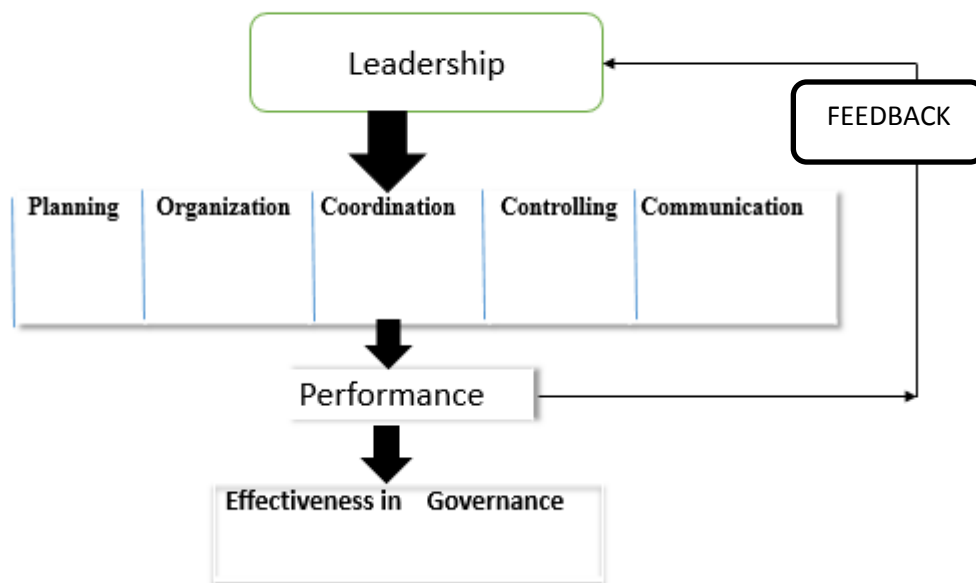 Leadership
FEEDBACK
Planning Organization Coordination Controlling Communication
Performance
Effectiveness in Governance